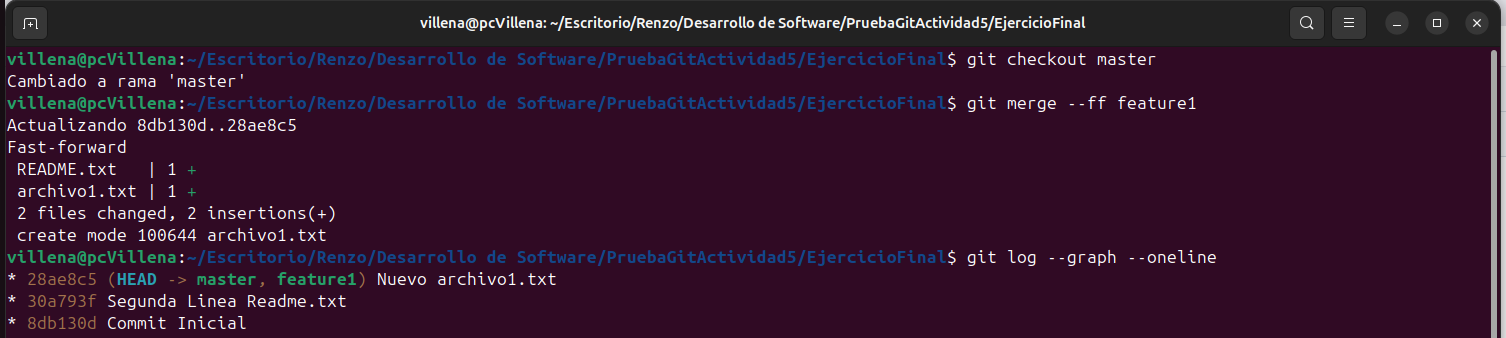 villena@pcVillena: ~/Escritorio/Renzo/Desarrollo de Software/PruebaGitActividad5/EjercicioFinal
villena@pcVillena:~/Escritorio/Renzo/Desarrollo de Software/PruebaGitActividad5/EjercicioFinal$ git checkout master
Cambiado a rama 'master'
villena@pcVillena:~/Escritorio/Renzo/Desarrollo de Software/PruebaGitActividad5/EjercicioFinal$ git merge --ff feature1
Actualizando 8db130d..28ae8c5
Fast-forward
 README.txt   | 1 +
 archivo1.txt | 1 +
 2 files changed, 2 insertions(+)
 create mode 100644 archivo1.txt
villena@pcVillena:~/Escritorio/Renzo/Desarrollo de Software/PruebaGitActividad5/EjercicioFinal$ git log --graph --oneline
* 28ae8c5 (HEAD -> master, feature1) Nuevo archivo1.txt
* 30a793f Segunda Linea Readme.txt
* 8db130d Commit Inicial